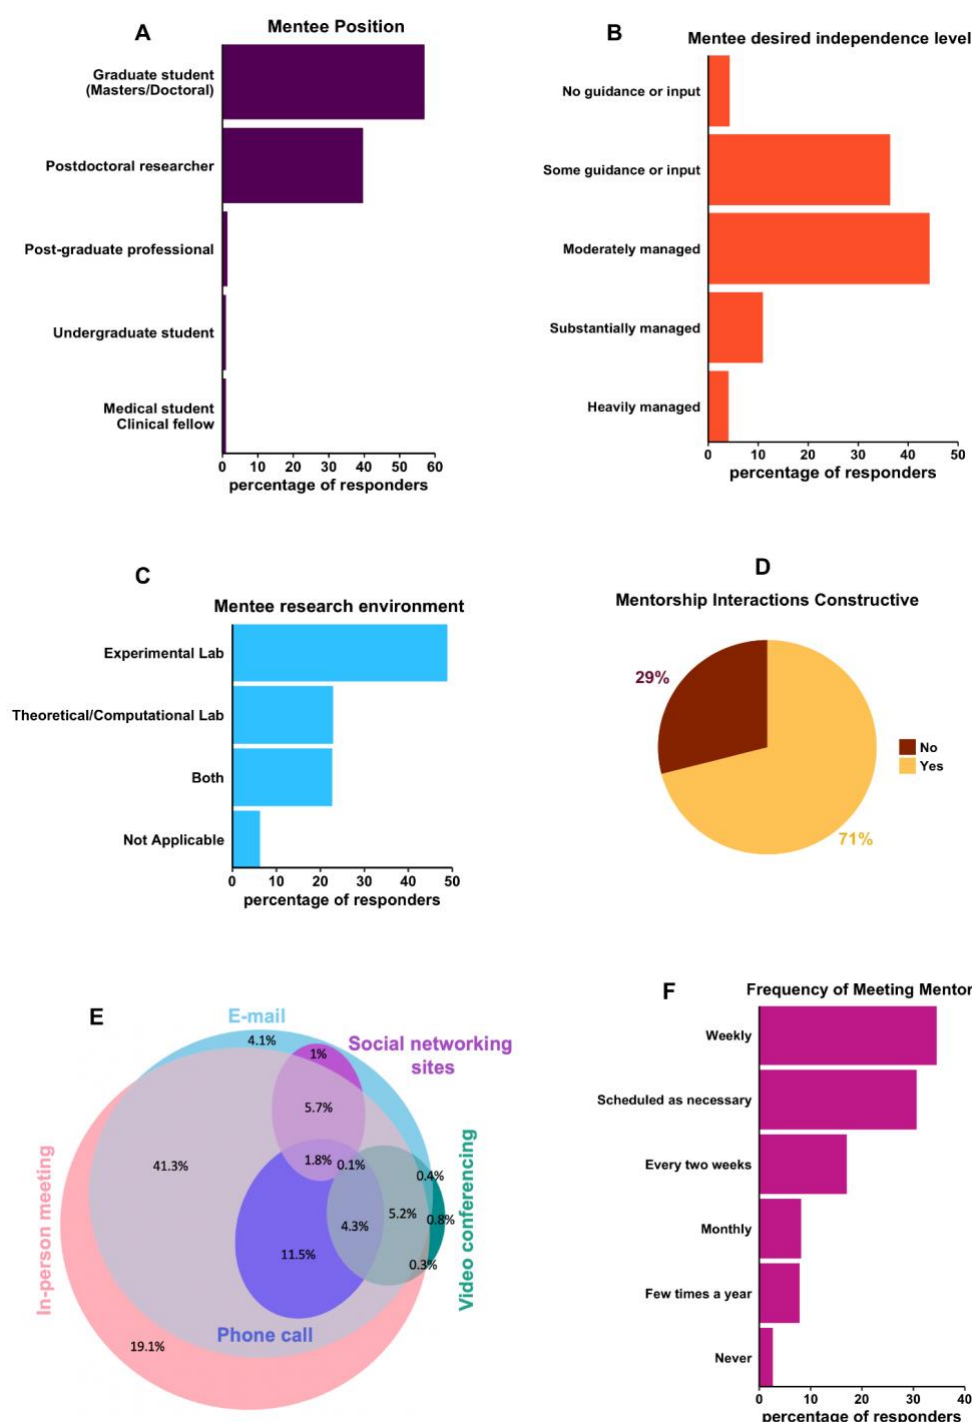 A
Mentee Position
Graduate student
(Masters/Doctoral)
Postdoctoral researcher
Post-graduate professional
Undergraduate student
Medical student
Clinical fellow
0 10 20 30 40 50 60
percentage of responders
B
Mentee desired independence level
No guidance or input
Some guidance or input
Moderately managed
Substantially managed
Heavily managed
0 10 20 30 40 50
percentage of responders
C
Mentee research environment
Experimental Lab
Theoretical/Computational Lab
Both
Not Applicable
0 10 20 30 40 50
percentage of responders
D
Mentorship Interactions Constructive
29%
71%
No
Yes
E
E-mail
4.1%
1%
Social networking
sites
5.7%
41.3%
1.8%
0.1%
0.4%
5.2%
0.8%
4.3%
11.5%
0.3%
In-person meeting
Video conferencing
Phone call
19.1%
F
Frequency of Meeting Mentor
Weekly
Scheduled as necessary
Every two weeks
Monthly
Few times a year
Never
0 10 20 30 40
percentage of responders